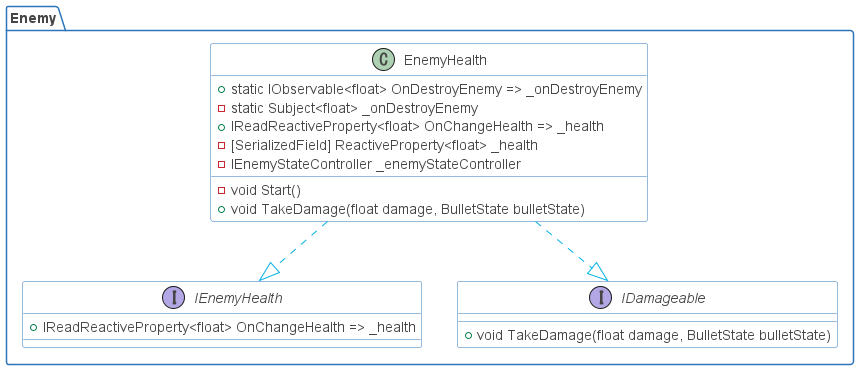 Enemy
C EnemyHealth
static IObservable<float> OnDestroyEnemy => _onDestroyEnemy
static Subject<float> _onDestroyEnemy
IReadReactiveProperty<float> OnChangeHealth => _health
[SerializedField] ReactiveProperty<float> _health
IEnemyStateController _enemyStateController
void Start()
void TakeDamage(float damage, BulletState bulletState)
I IEnemyHealth
IReadReactiveProperty<float> OnChangeHealth => _health
I IDamageable
void TakeDamage(float damage, BulletState bulletState)